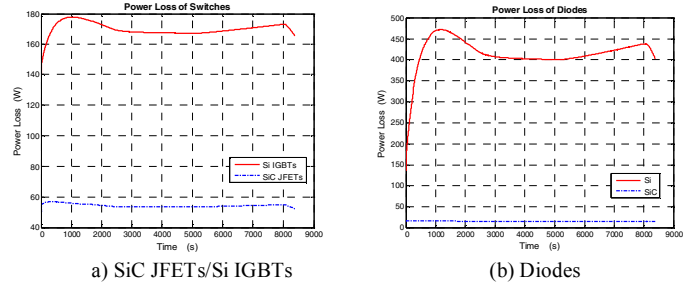 Power Loss of Switches
180
160
140
120
100
80
60
40
0 1000 2000 3000 4000 5000 6000 7000 8000 9000
Power Loss (W)
Time (s)
Si IGBTs
SiC JFETs
a) SiC JFETs/Si IGBTs
Power Loss of Diodes
500
450
400
350
300
250
200
150
100
50
0
0 1000 2000 3000 4000 5000 6000 7000 8000 9000
Power Loss (W)
Time (s)
Si
SiC
(b) Diodes